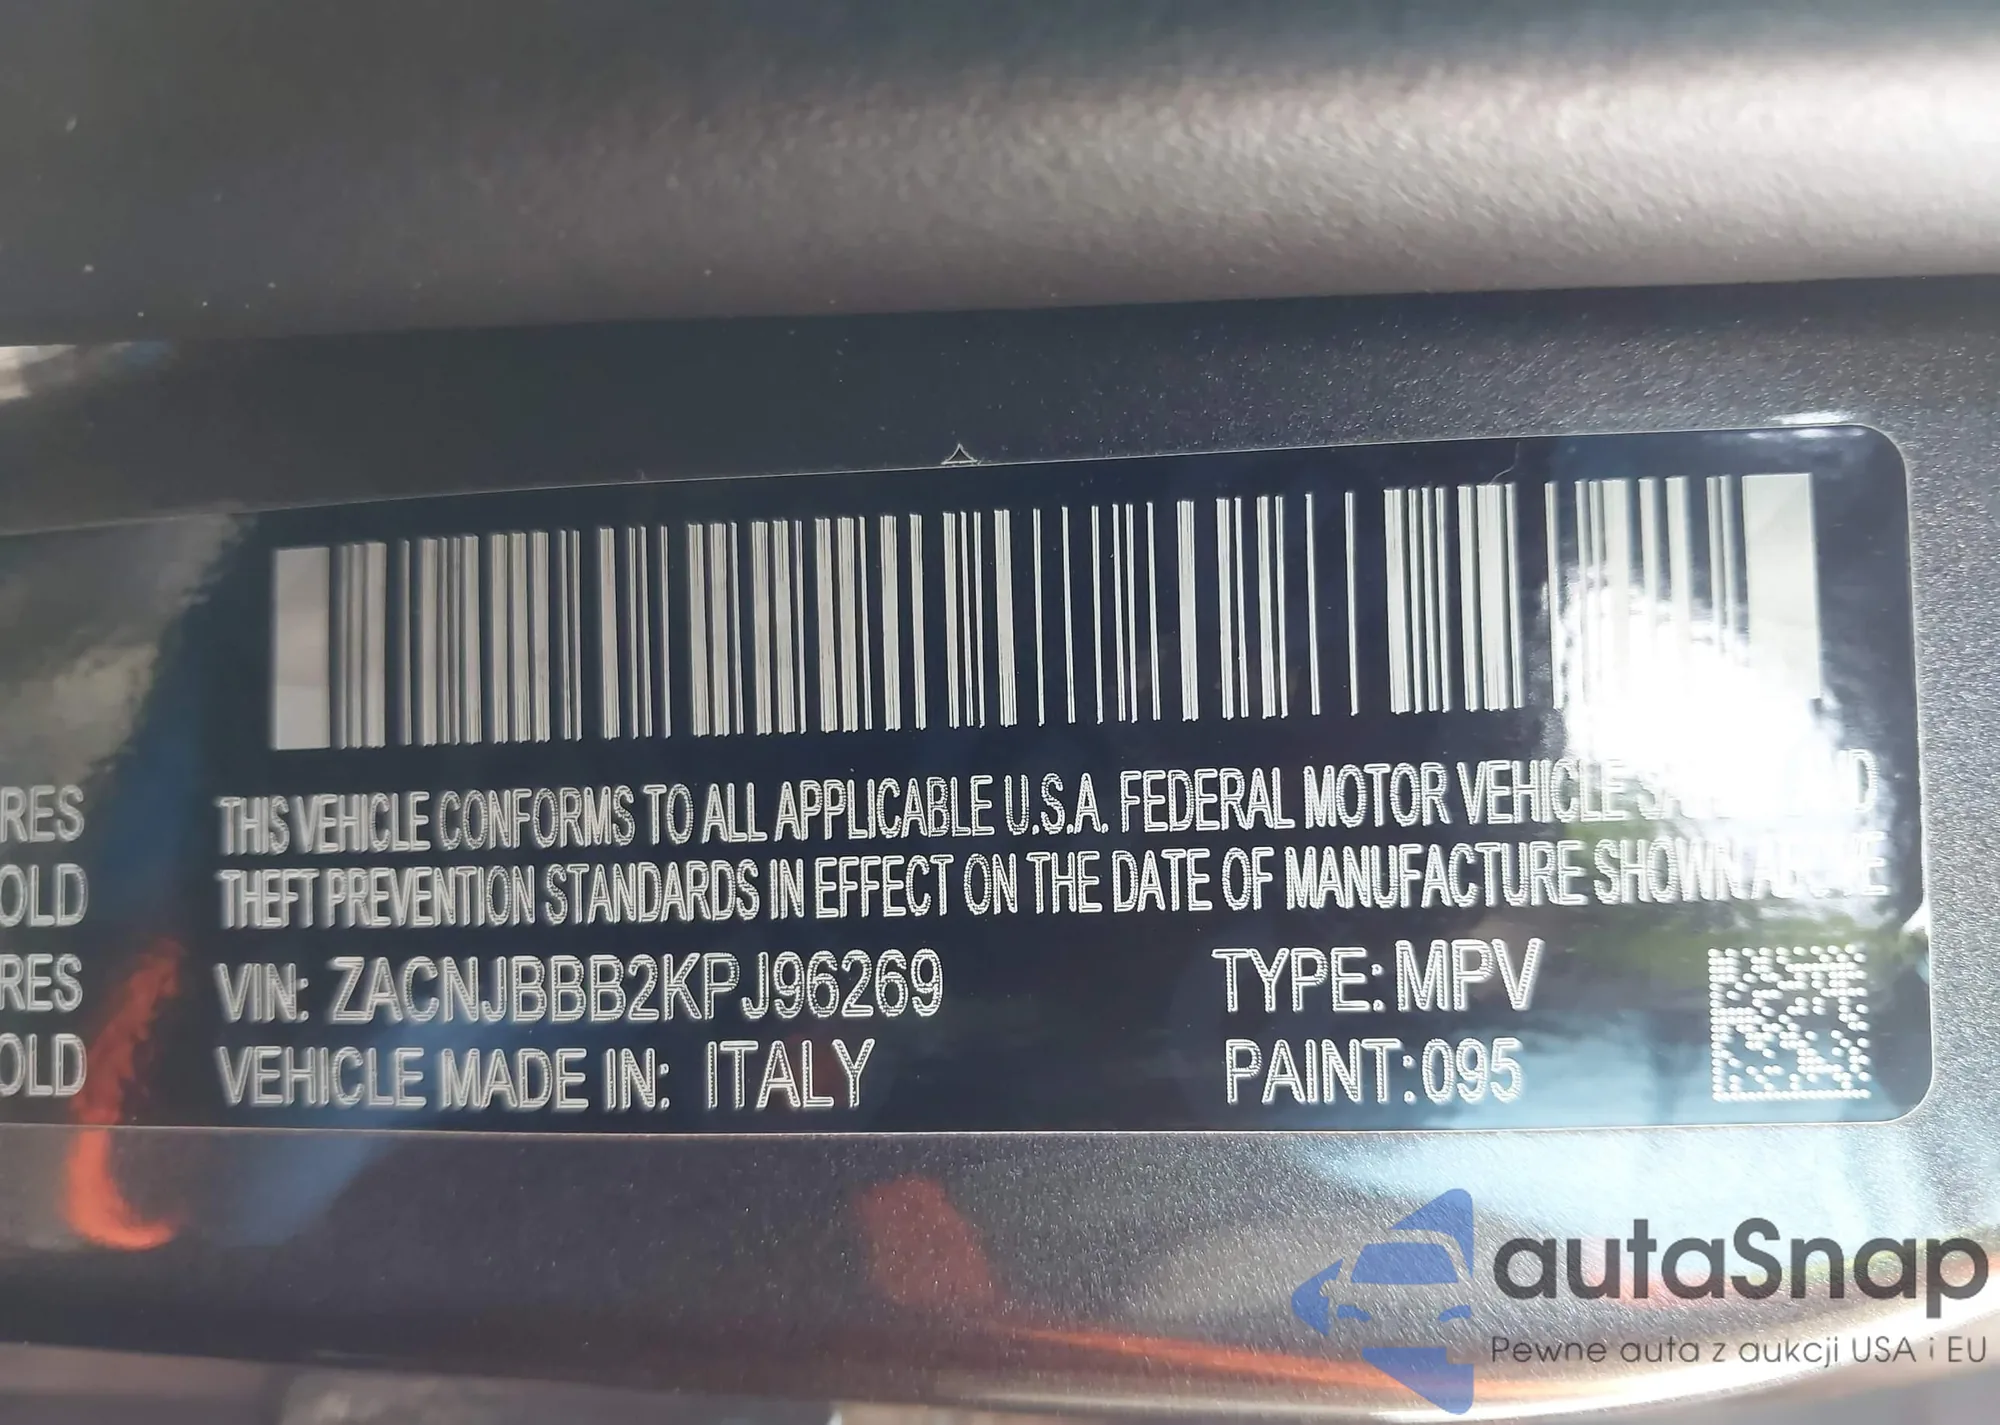 THIS VEHICLE CONFORMS TO ALL APPLICABLE U.S.A. FEDERAL MOTOR VEHICLE
THEFT PREVENTION STANDARDS IN EFFECT ON THE DATE OF MANUFACTURE SHOWN ABOVE
VIN: ZACNJBBB2KPJ96269 TYPE: MPV
VEHICLE MADE IN: ITALY PAINT: 095
RES
OLD
RES
OLD
autaSnap
Pewne auta z aukcji USA i EU